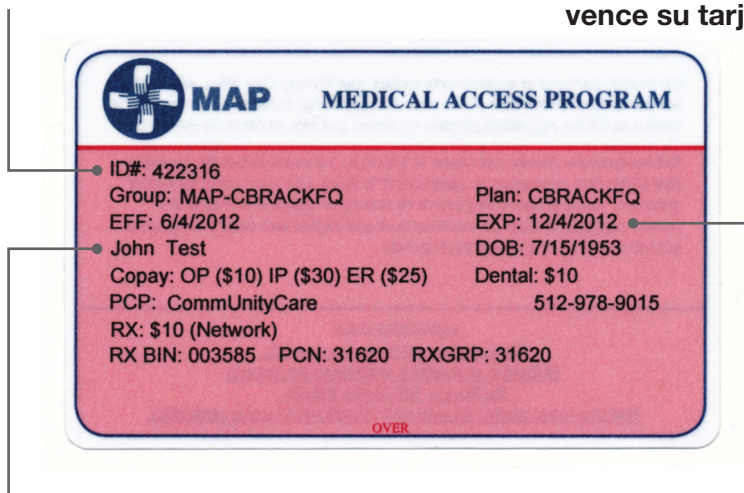 vence su tarj
MAP MEDICAL ACCESS PROGRAM
ID#: 422316
Group: MAP-CBRACKFQ Plan: CBRACKFQ
EFF: 6/4/2012 EXP: 12/4/2012
John Test DOB: 7/15/1953
Copay: OP ($10) IP ($30) ER ($25) Dental: $10
PCP: CommUnityCare 512-978-9015
RX: $10 (Network)
RX BIN: 003585 PCN: 31620 RXGRP: 31620
OVER